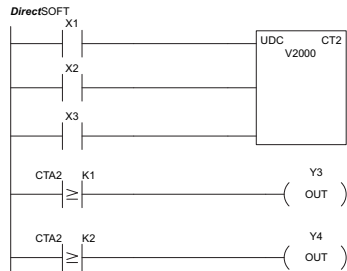 DirectSOFT
X1
UDC CT2
V2000
X2
X3
CTA2 K1 Y3
≥ OUT
CTA2 K2 Y4
≥ OUT